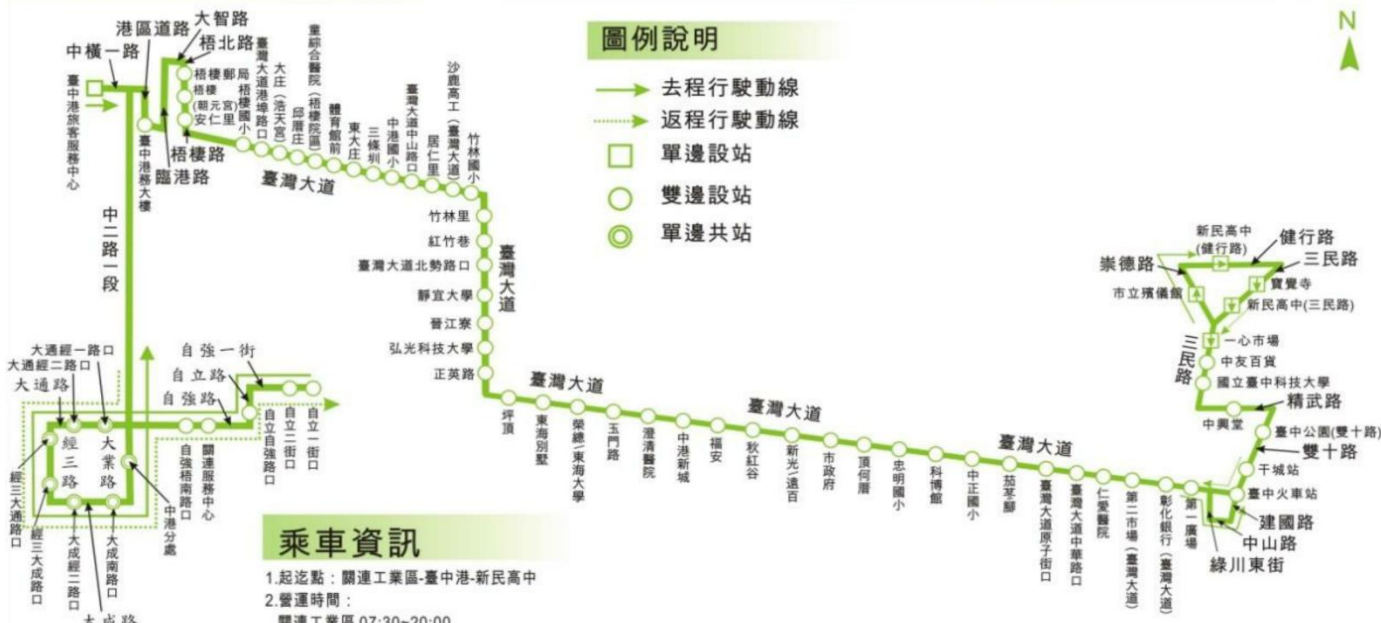 N
圖例說明
去程行駛動線
返程行駛動線
單邊設站
雙邊設站
單邊共站
中橫一路
港區道路
大智路
梧北路
臺中港旅客服務中心
梧棲郵局
梧棲
(朝元宮)
安仁里
梧棲路
臨港路
臺中港務大樓
中二路一段
梧棲國小
臺灣大道港埠路口
大庄（浩天宮）
邱厝庄
童綜合醫院（梧棲院區）
體育館前
東大庄
三條圳
中港國小
臺灣大道中山路口
居仁里
沙鹿高工（臺灣大道）
竹林國小
臺灣大道
竹林里
紅竹巷
臺灣大道北勢路口
靜宜大學
晉江寮
弘光科技大學
正英路
臺灣大道
臺灣大道
坪頂
東海別墅
榮總/東海大學
玉門路
澄清醫院
中港新城
福安
秋紅谷
新光/遠百
市政府
頂何厝
忠明國小
科博館
中正國小
茄苳腳
臺灣大道原子街口
臺灣大道中華路口
仁愛醫院
第二市場（臺灣大道）
彰化銀行（臺灣大道）
第一廣場
臺灣大道
臺灣大道
新民高中
(健行路)
健行路
崇德路
三民路
市立殯儀館
寶覺寺
新民高中(三民路)
一心市場
三民路
中友百貨
國立臺中科技大學
精武路
中興堂
臺中公園(雙十路)
雙十路
干城站
臺中火車站
建國路
中山路
綠川東街
大通經一路口
大通經二路口
大通路
自強一街
自立路
自強路
經三路
大業路
經三大通路口
經三大成路口
大成經二路口
大成南路口
中港分處
自強梧南路口
關連服務中心
自立自強路口
自立二街口
自立一街口
大成路
乘車資訊
1.起迄點：關連工業區-臺中港-新民高中
2.營運時間：
關連工業區 07:30~20:00